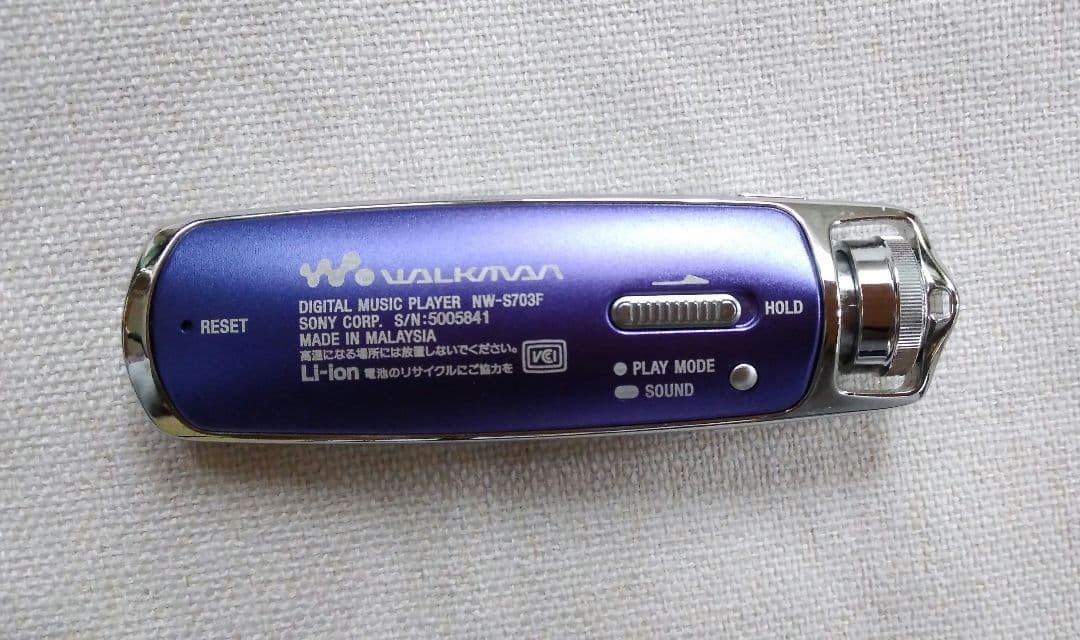 WALKMAN
DIGITAL MUSIC PLAYER NW-S703F
SONY CORP. S/N:5005841
MADE IN MALAYSIA
高温になる場所には放置しないでください。
Li-ion 電池のリサイクルにご協力を
VCI
RESET
HOLD
PLAY MODE
SOUND